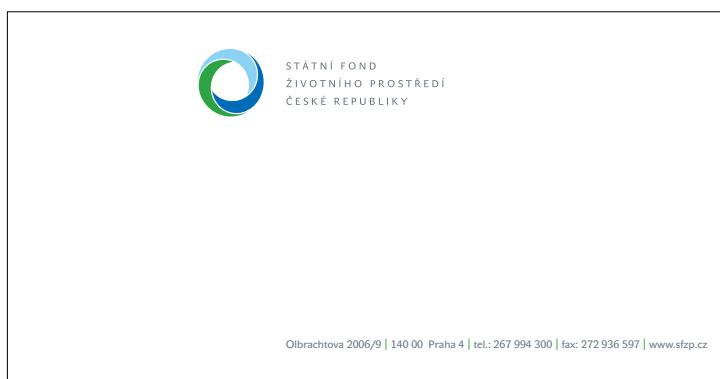 STÁTNÍ FOND
ŽIVOTNÍHO PROSTŘEDÍ
ČESKÉ REPUBLIKY
Olbrachtova 2006/9 | 140 00 Praha 4 | tel.: 267 994 300 | fax: 272 936 597 | www.sfzp.cz